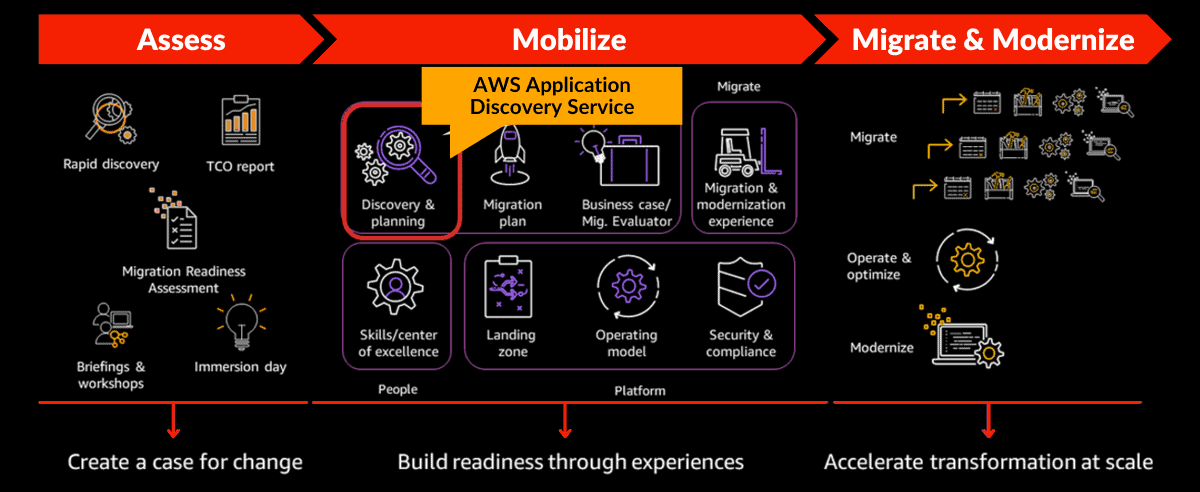 Assess
Mobilize
Migrate & Modernize
AWS Application
Discovery Service
Rapid discovery
TCO report
Migration Readiness
Assessment
Briefings &
workshops
Immersion day
Discovery &
planning
Migration
plan
Business case/
Mig. Evaluator
Migrate
Migration &
modernization
experience
Skills/center
of excellence
Landing
zone
Operating
model
Security &
compliance
People
Platform
Migrate
Operate &
optimize
Modernize
Create a case for change
Build readiness through experiences
Accelerate transformation at scale